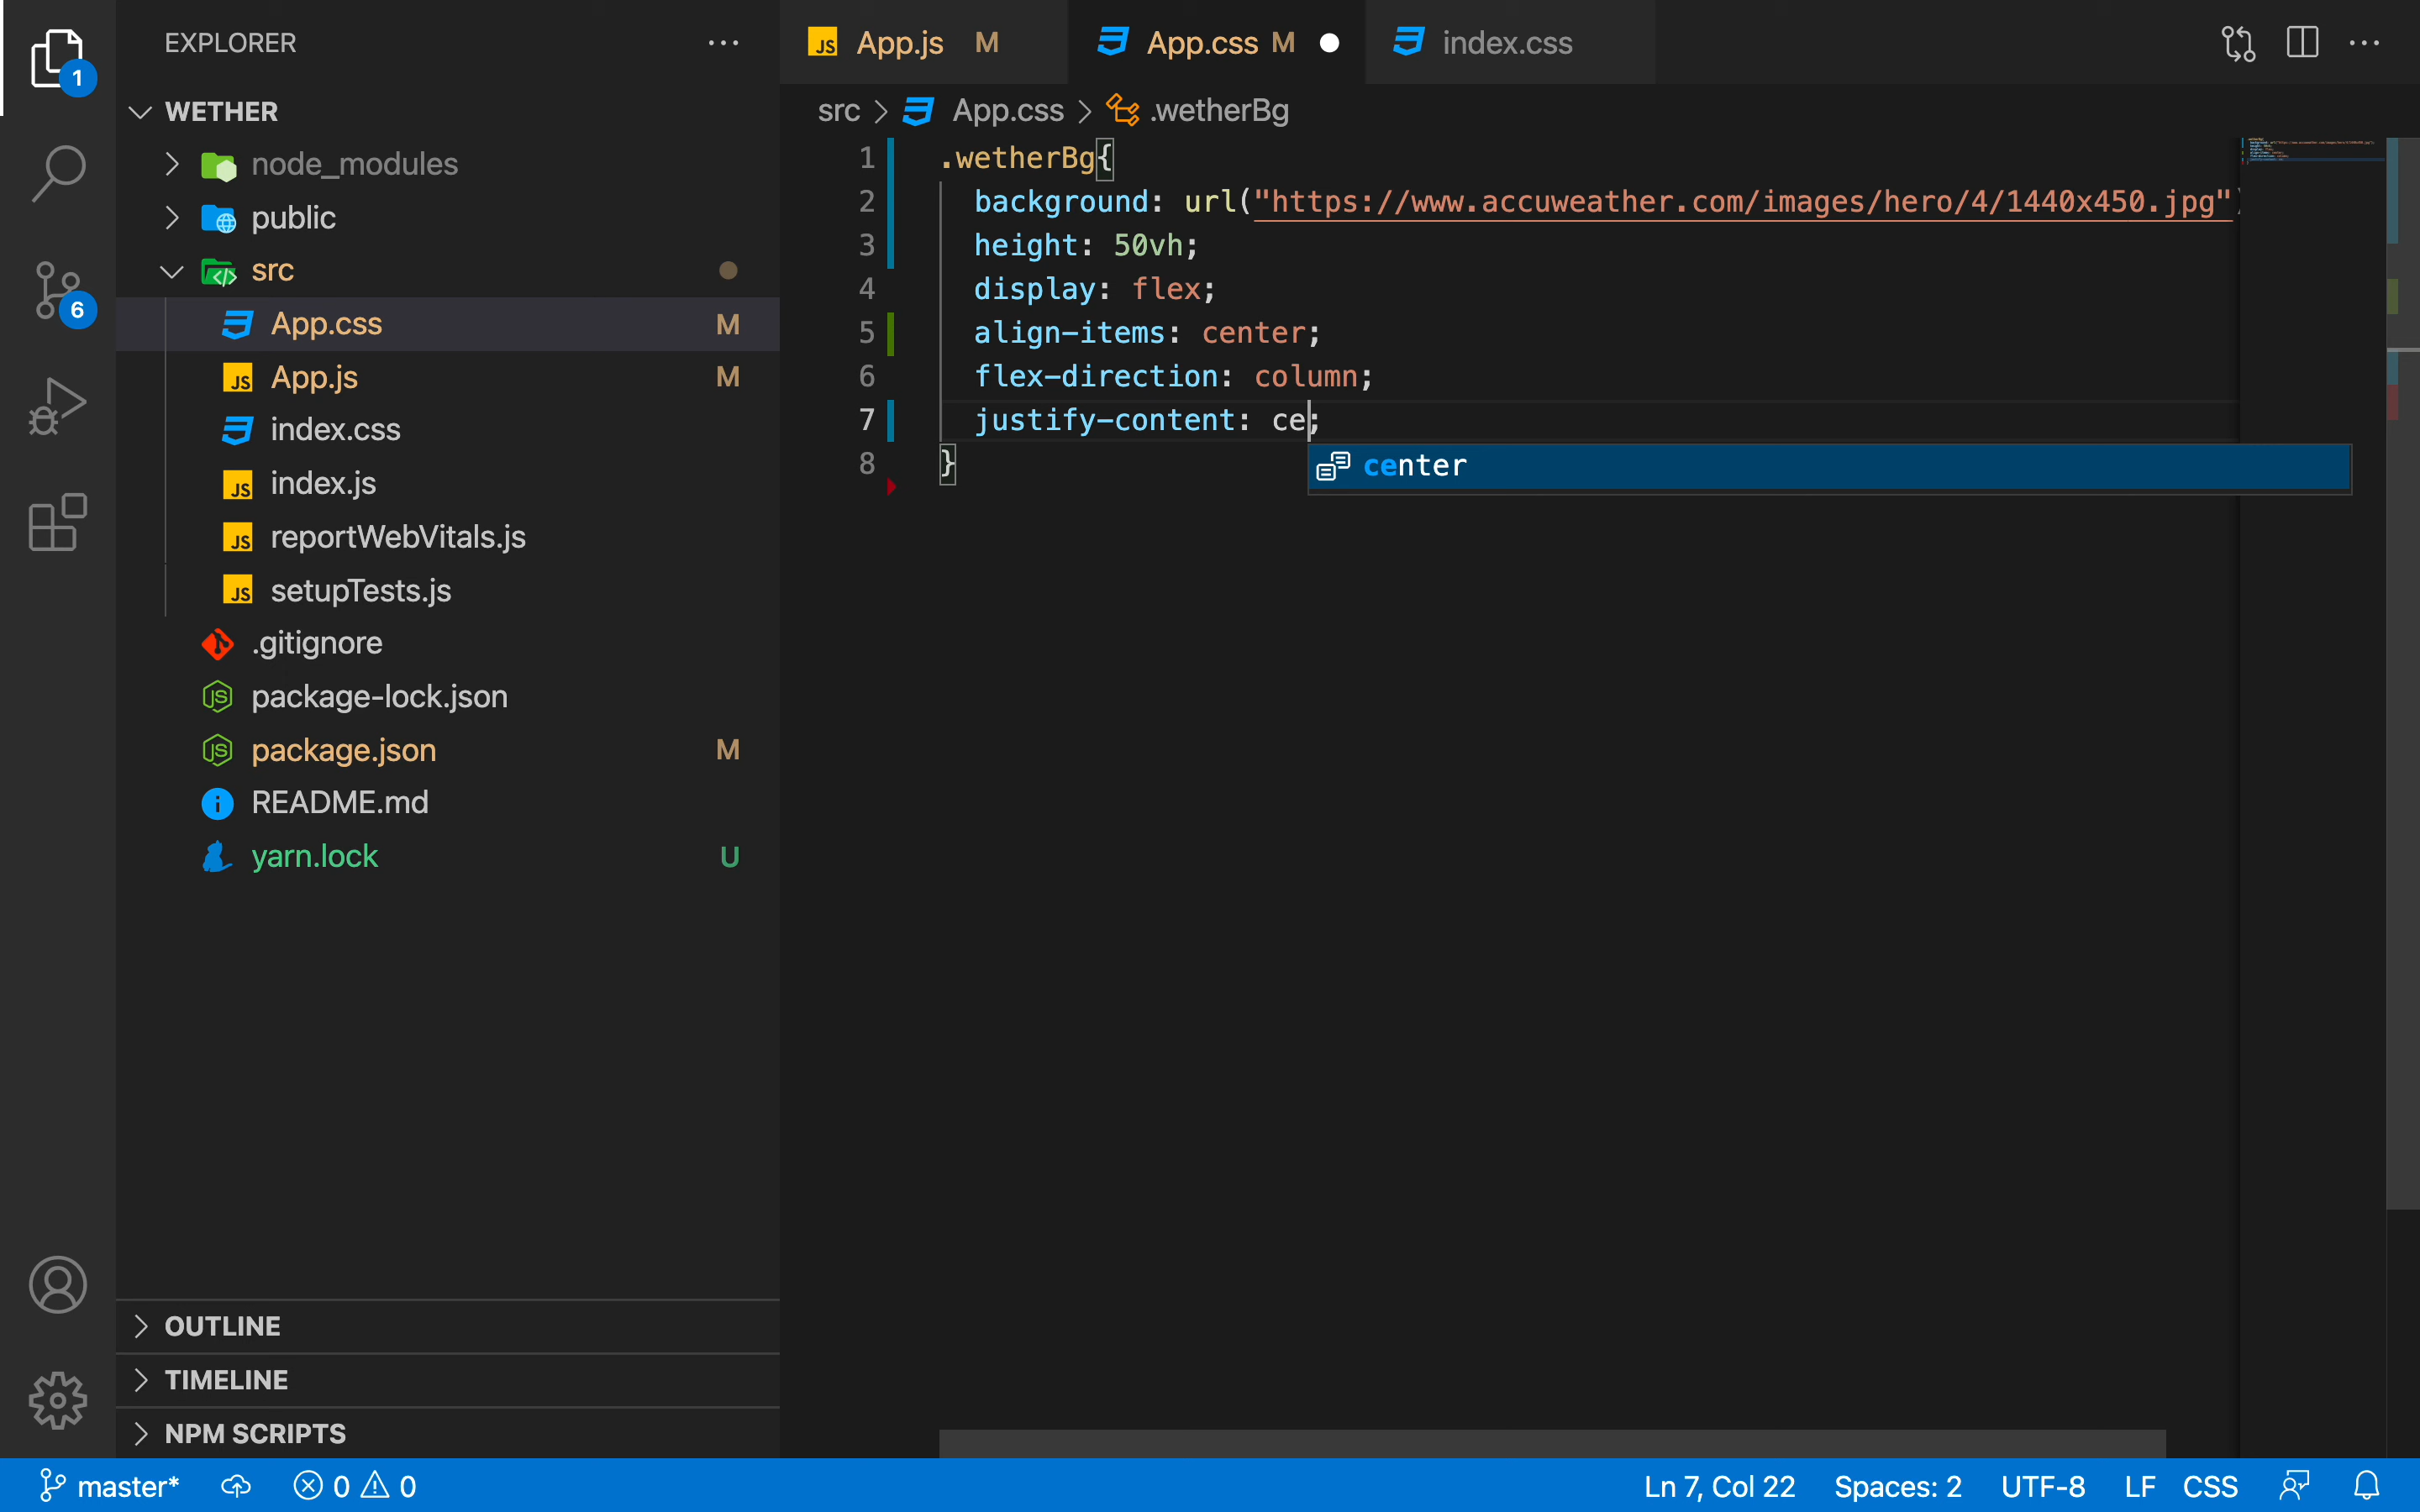 EXPLORER
1
WETHER
node_modules
public
src
App.css M
App.js M
index.css
index.js
reportWebVitals.js
setupTests.js
.gitignore
package-lock.json
package.json M
README.md
yarn.lock U
6
OUTLINE
TIMELINE
NPM SCRIPTS
JS App.js M
App.css M
index.css
src > App.css > .wetherBg
1 .wetherBg{
2 background: url("https://www.accuweather.com/images/hero/4/1440x450.jpg")
3 height: 50vh;
4 display: flex;
5 align-items: center;
6 flex-direction: column;
7 justify-content: ce;
center
8 }
master* 0 0
Ln 7, Col 22 Spaces: 2 UTF-8 LF CSS